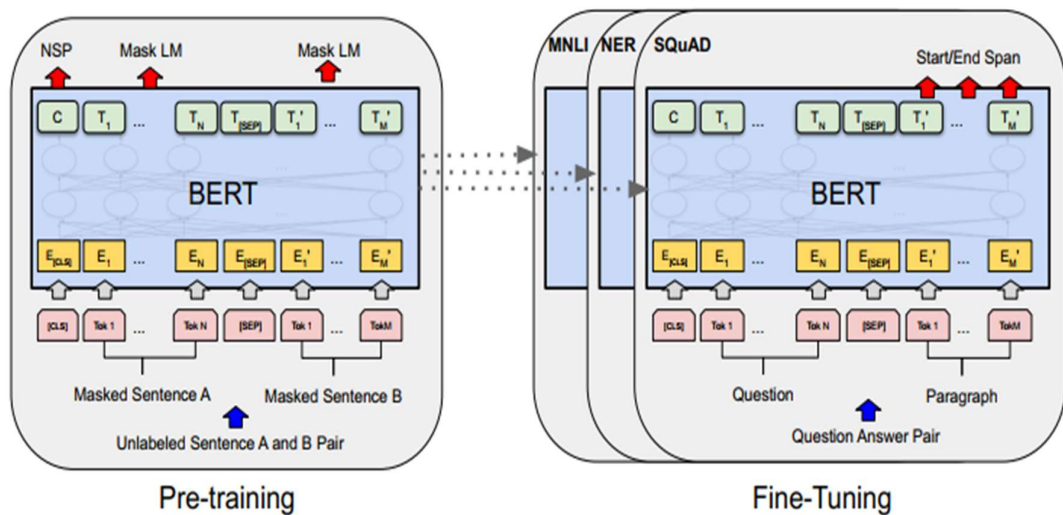 NSP Mask LM Mask LM
C T1 ... TN T[SEP] T1' ... TM'
BERT
E[CLS] E1 ... EN E[SEP] E1' ... EM'
[CLS] Tok 1 ... Tok N [SEP] Tok 1 ... TokM
Masked Sentence A Masked Sentence B
Unlabeled Sentence A and B Pair
Pre-training
MNLI NER SQuAD
Start/End Span
C T1 ... TN T[SEP] T1' ... TM'
BERT
E[CLS] E1 ... EN E[SEP] E1' ... EM'
[CLS] Tok 1 ... Tok N [SEP] Tok 1 ... TokM
Question Paragraph
Question Answer Pair
Fine-Tuning